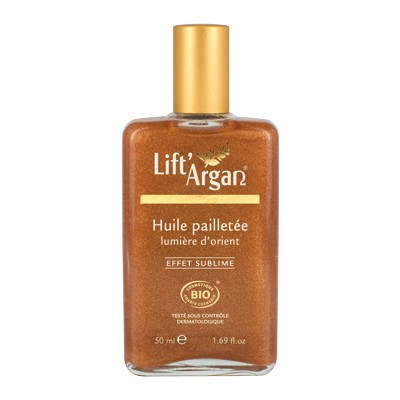 Lift'
Argan
Huile pailletée
lumière d'orient
EFFET SUBLIME
COSMETIQUE
BIO
TESTÉ SOUS CONTRÔLE
DERMATOLOGIQUE
50 ml e 1.69 fl.oz